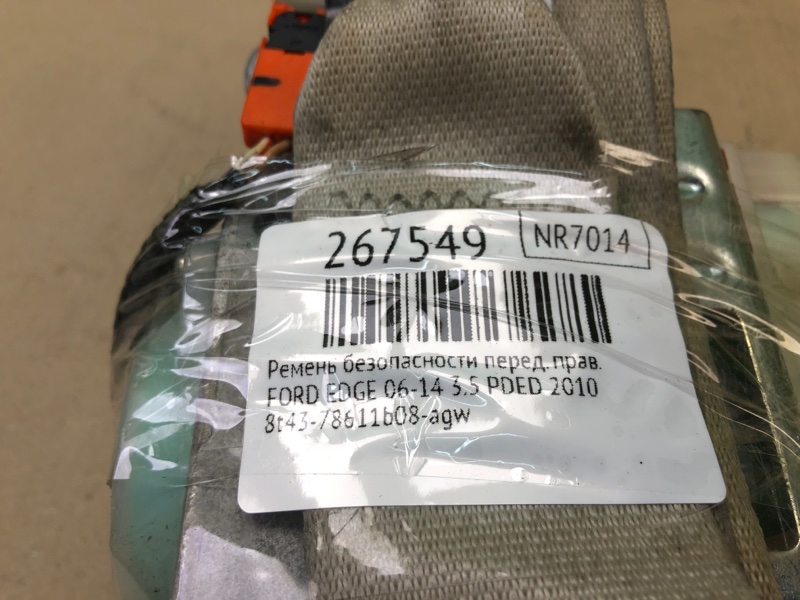 267549 NR7014
Ремень безопасности перед. прав.
FORD EDGE 06-14 3.5 PDED 2010
8t43-78611b08-agw